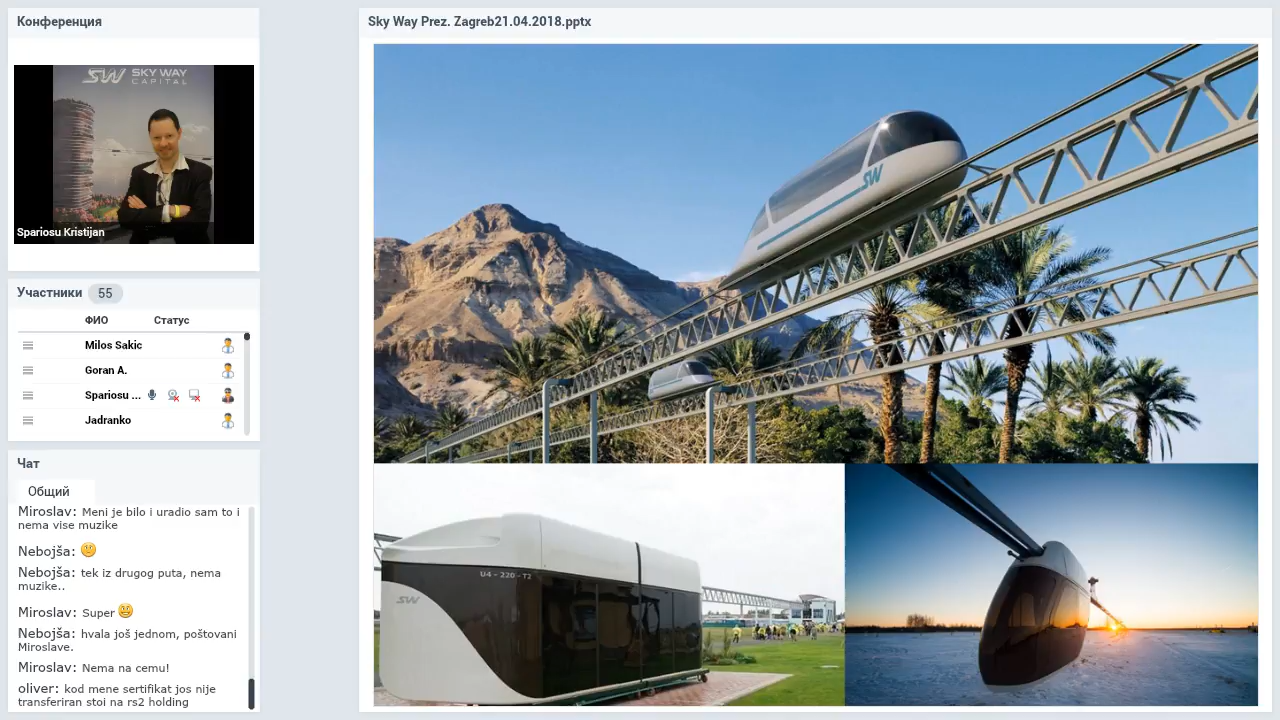 Конференция
SKY WAY
CAPITAL
Spariosu Kristijan
Участники 55
ФИО Статус
Milos Sakic
Goran A.
Spariosu ...
Jadranko
Чат
Общий
Miroslav: Meni je bilo i uradio sam to i
nema vise muzike
Nebojša:
Nebojša: tek iz drugog puta, nema
muzike..
Miroslav: Super
Nebojša: hvala još jednom, poštovani
Miroslave.
Miroslav: Nema na cemu!
oliver: kod mene sertifikat jos nije
transferiran stoi na rs2 holding
Sky Way Prez. Zagreb21.04.2018.pptx
SW
U4 - 220 - T2
SW